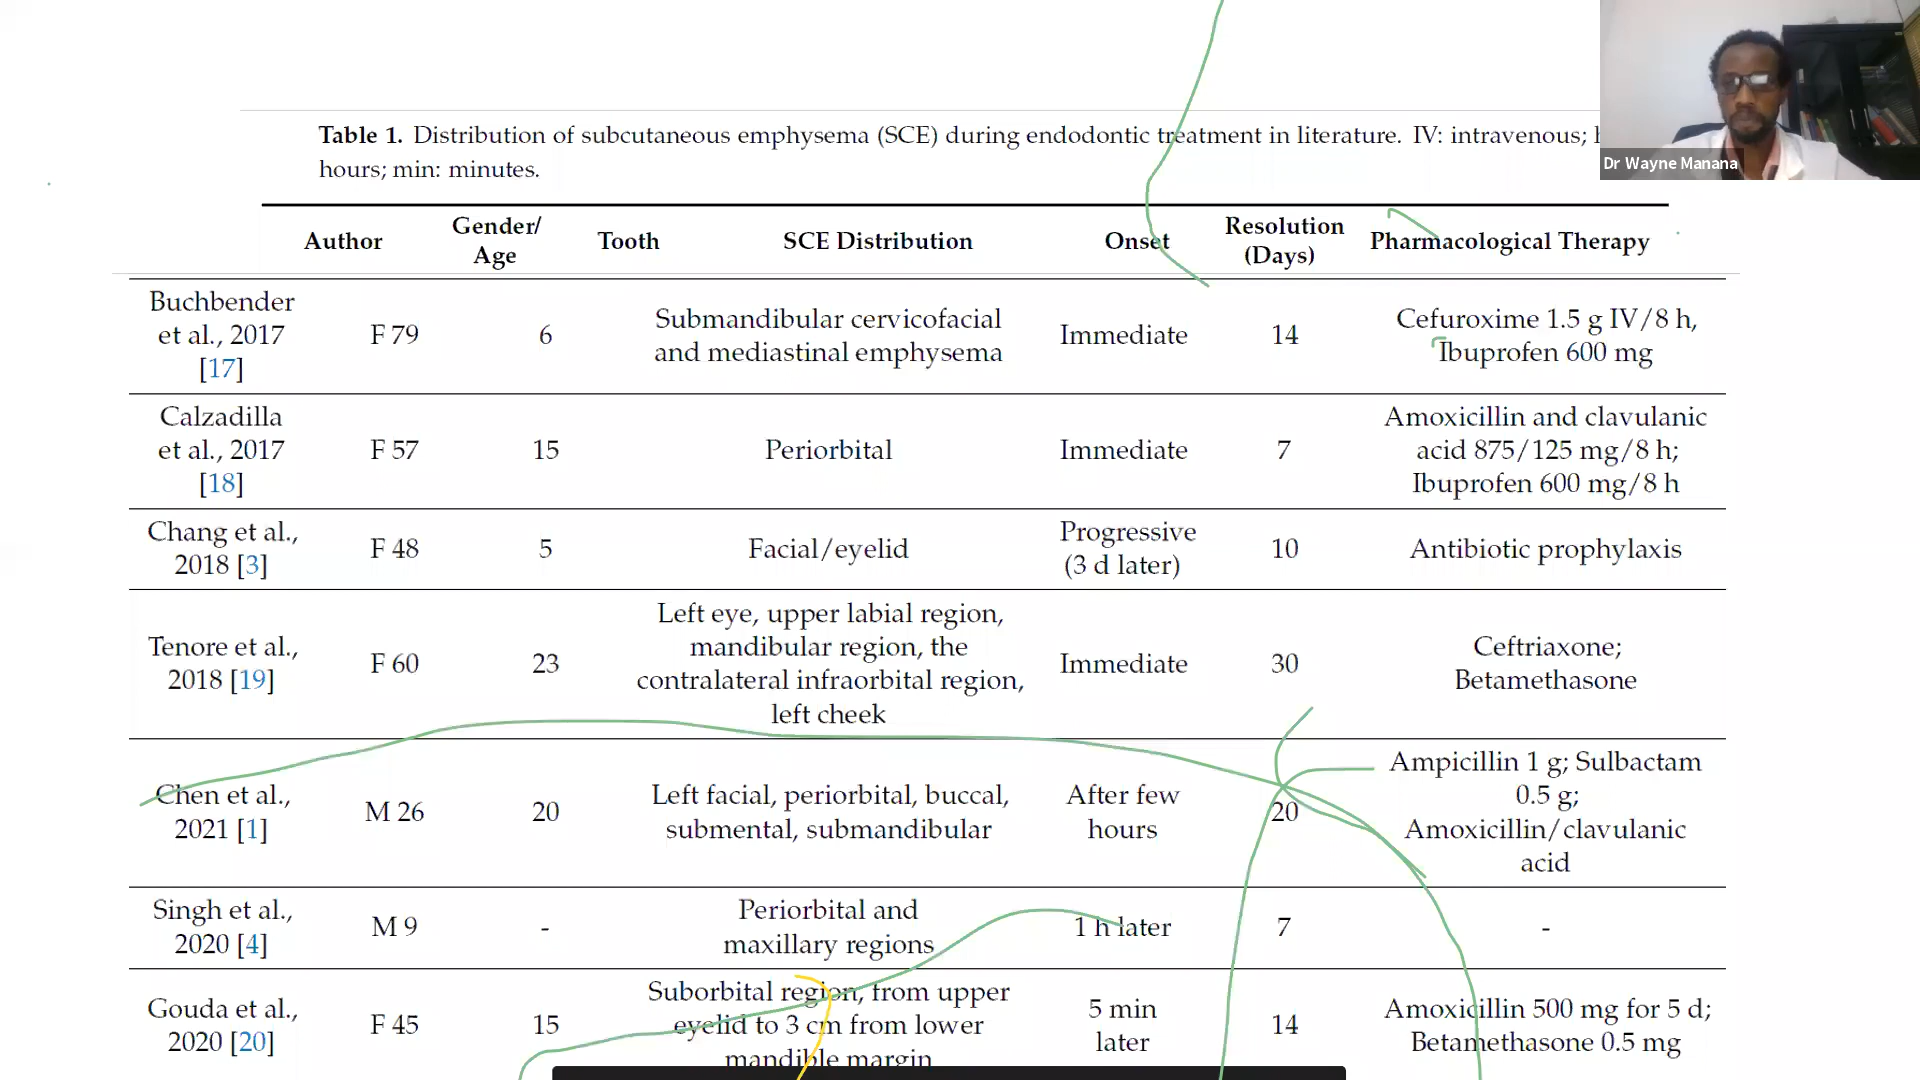 Table 1. Distribution of subcutaneous emphysema (SCE) during endodontic treatment in literature. IV: intravenous;
hours; min: minutes.
Dr Wayne Manana
Author Gender/ Age Tooth SCE Distribution Onset Resolution (Days) Pharmacological Therapy
Buchbender
et al., 2017
[17]
F 79
6
Submandibular cervicofacial
and mediastinal emphysema
Immediate
14
Cefuroxime 1.5 g IV/8 h,
Ibuprofen 600 mg
Calzadilla
et al., 2017
[18]
F 57
15
Periorbital
Immediate
7
Amoxicillin and clavulanic
acid 875/125 mg/8 h;
Ibuprofen 600 mg/8 h
Chang et al.,
2018 [3]
F 48
5
Facial/eyelid
Progressive
(3 d later)
10
Antibiotic prophylaxis
Tenore et al.,
2018 [19]
F 60
23
Left eye, upper labial region,
mandibular region, the
contralateral infraorbital region,
left cheek
Immediate
30
Ceftriaxone;
Betamethasone
Chen et al.,
2021 [1]
M 26
20
Left facial, periorbital, buccal,
submental, submandibular
After few
hours
20
Ampicillin 1 g; Sulbactam
0.5 g;
Amoxicillin/clavulanic
acid
Singh et al.,
2020 [4]
M 9
-
Periorbital and
maxillary regions
1 h later
7
-
Gouda et al.,
2020 [20]
F 45
15
Suborbital region, from upper
eyelid to 3 cm from lower
mandible margin
5 min
later
14
Amoxicillin 500 mg for 5 d;
Betamethasone 0.5 mg